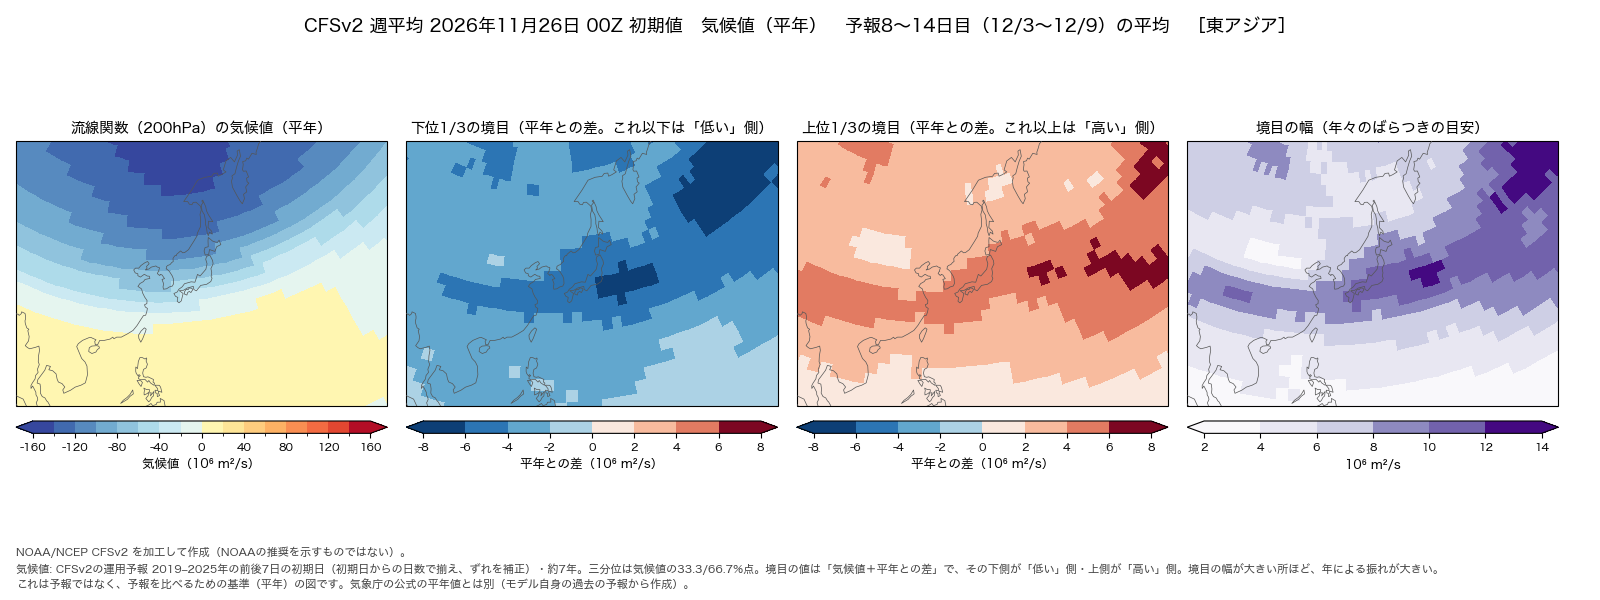 CFSv2 週平均 2026年11月26日 00Z 初期値　気候値（平年）　予報8〜14日目（12/3〜12/9）の平均　［東アジア］
流線関数（200hPa）の気候値（平年）
下位1/3の境目（平年との差。これ以下は「低い」側）
上位1/3の境目（平年との差。これ以上は「高い」側）
境目の幅（年々のばらつきの目安）
-160 -120 -80 -40 0 40 80 120 160
気候値（10⁶ m²/s）
-8 -6 -4 -2 0 2 4 6 8
平年との差（10⁶ m²/s）
-8 -6 -4 -2 0 2 4 6 8
平年との差（10⁶ m²/s）
2 4 6 8 10 12 14
10⁶ m²/s
NOAA/NCEP CFSv2 を加工して作成（NOAAの推奨を示すものではない）。
気候値: CFSv2の運用予報 2019–2025年の前後7日の初期日（初期日からの日数で揃え、ずれを補正）・約7年。三分位は気候値の33.3/66.7%点。境目の値は「気候値＋平年との差」で、その下側が「低い」側・上側が「高い」側。境目の幅が大きい所ほど、年による振れが大きい。
これは予報ではなく、予報を比べるための基準（平年）の図です。気象庁の公式の平年値とは別（モデル自身の過去の予報から作成）。